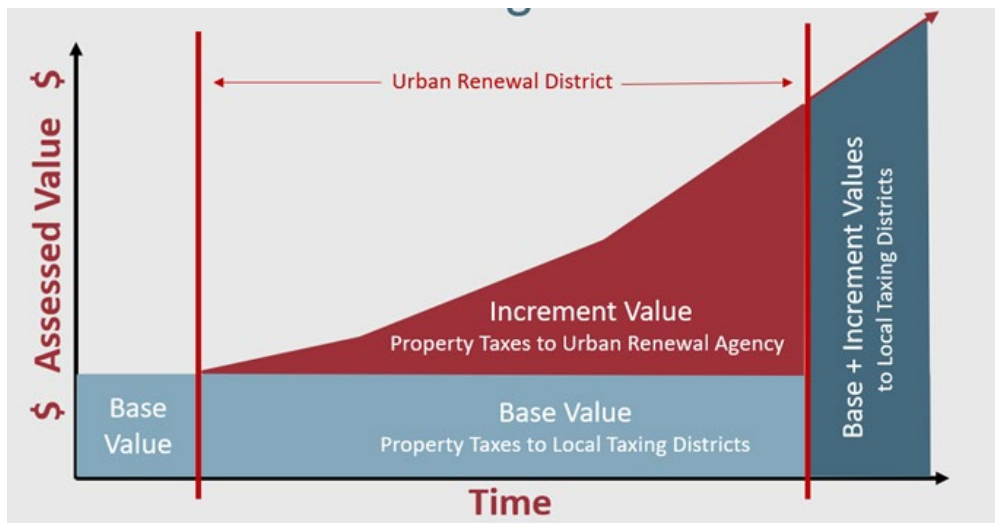 Urban Renewal District
$ Assessed Value $
Increment Value
Property Taxes to Urban Renewal Agency
Base
Value
Base Value
Property Taxes to Local Taxing Districts
Base + Increment Values
to Local Taxing Districts
Time